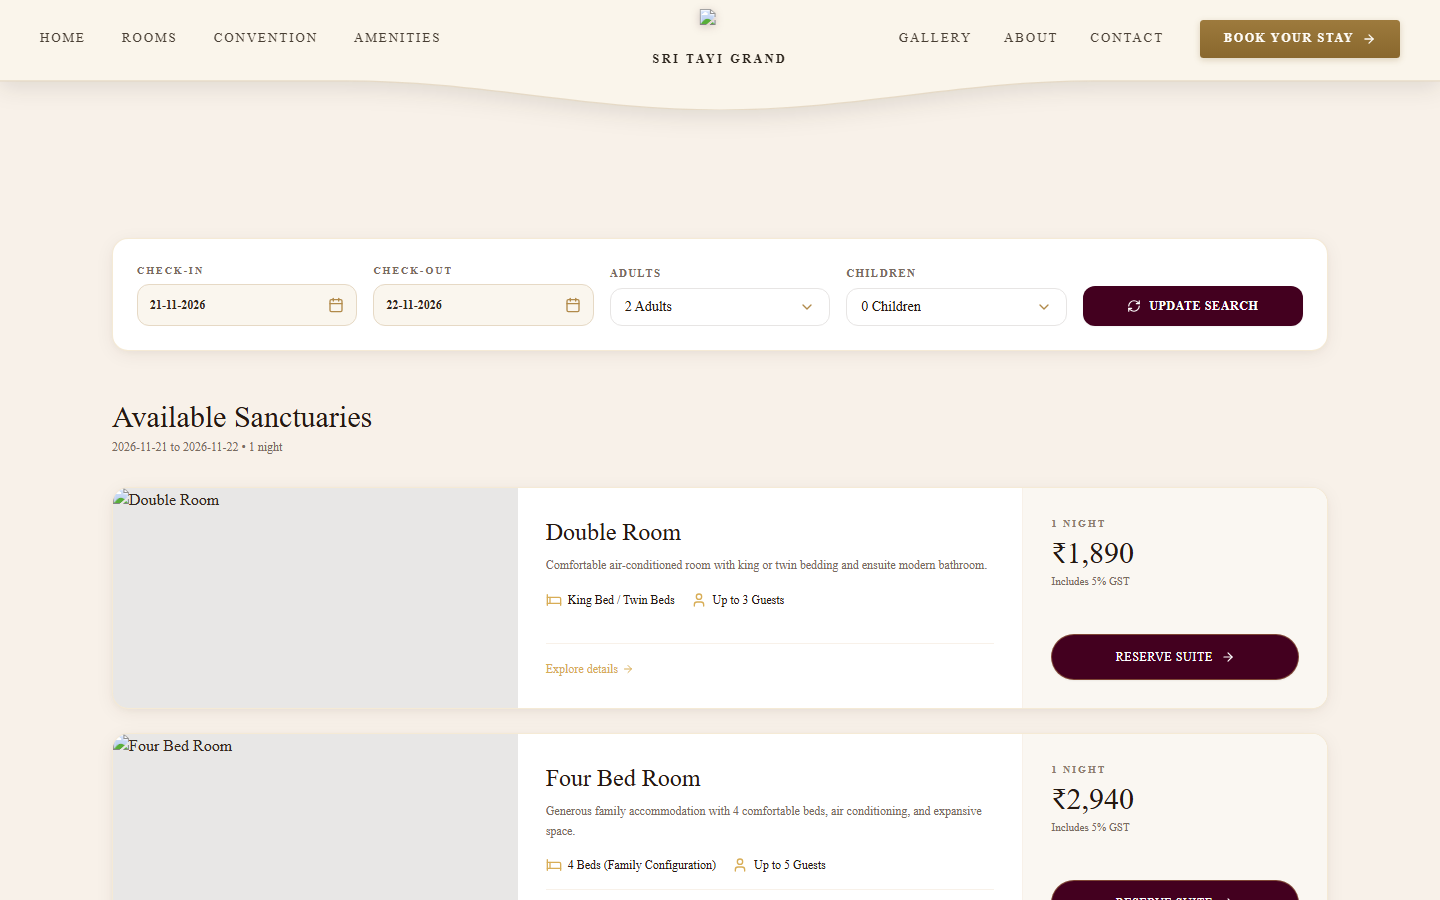 HOME
ROOMS
CONVENTION
AMENITIES
SRI TAYI GRAND
GALLERY
ABOUT
CONTACT
BOOK YOUR STAY
CHECK-IN
21-11-2026
CHECK-OUT
22-11-2026
ADULTS
2 Adults
CHILDREN
0 Children
UPDATE SEARCH
Available Sanctuaries
2026-11-21 to 2026-11-22 • 1 night
Double Room
Double Room
Comfortable air-conditioned room with king or twin bedding and ensuite modern bathroom.
King Bed / Twin Beds
Up to 3 Guests
Explore details
1 NIGHT
₹1,890
Includes 5% GST
RESERVE SUITE
Four Bed Room
Four Bed Room
Generous family accommodation with 4 comfortable beds, air conditioning, and expansive
space.
4 Beds (Family Configuration)
Up to 5 Guests
1 NIGHT
₹2,940
Includes 5% GST
RESERVE SUITE